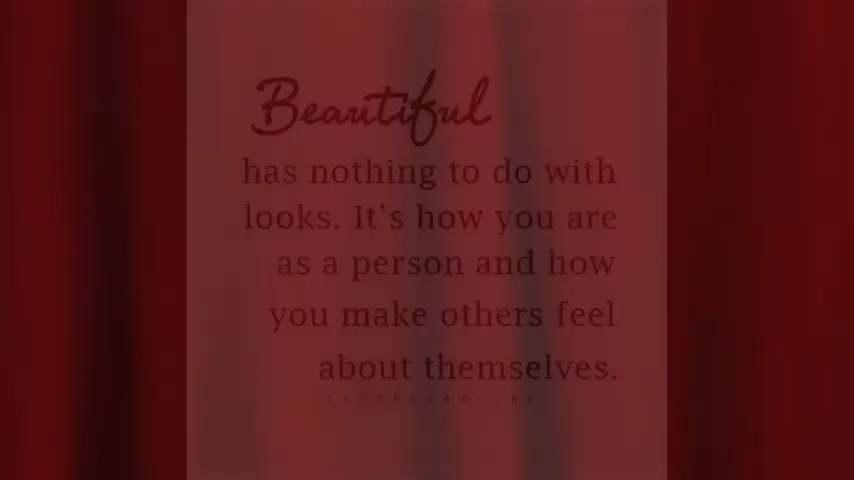 Beautiful
has nothing to do with
looks. It's how you are
as a person and how
you make others feel
about themselves.